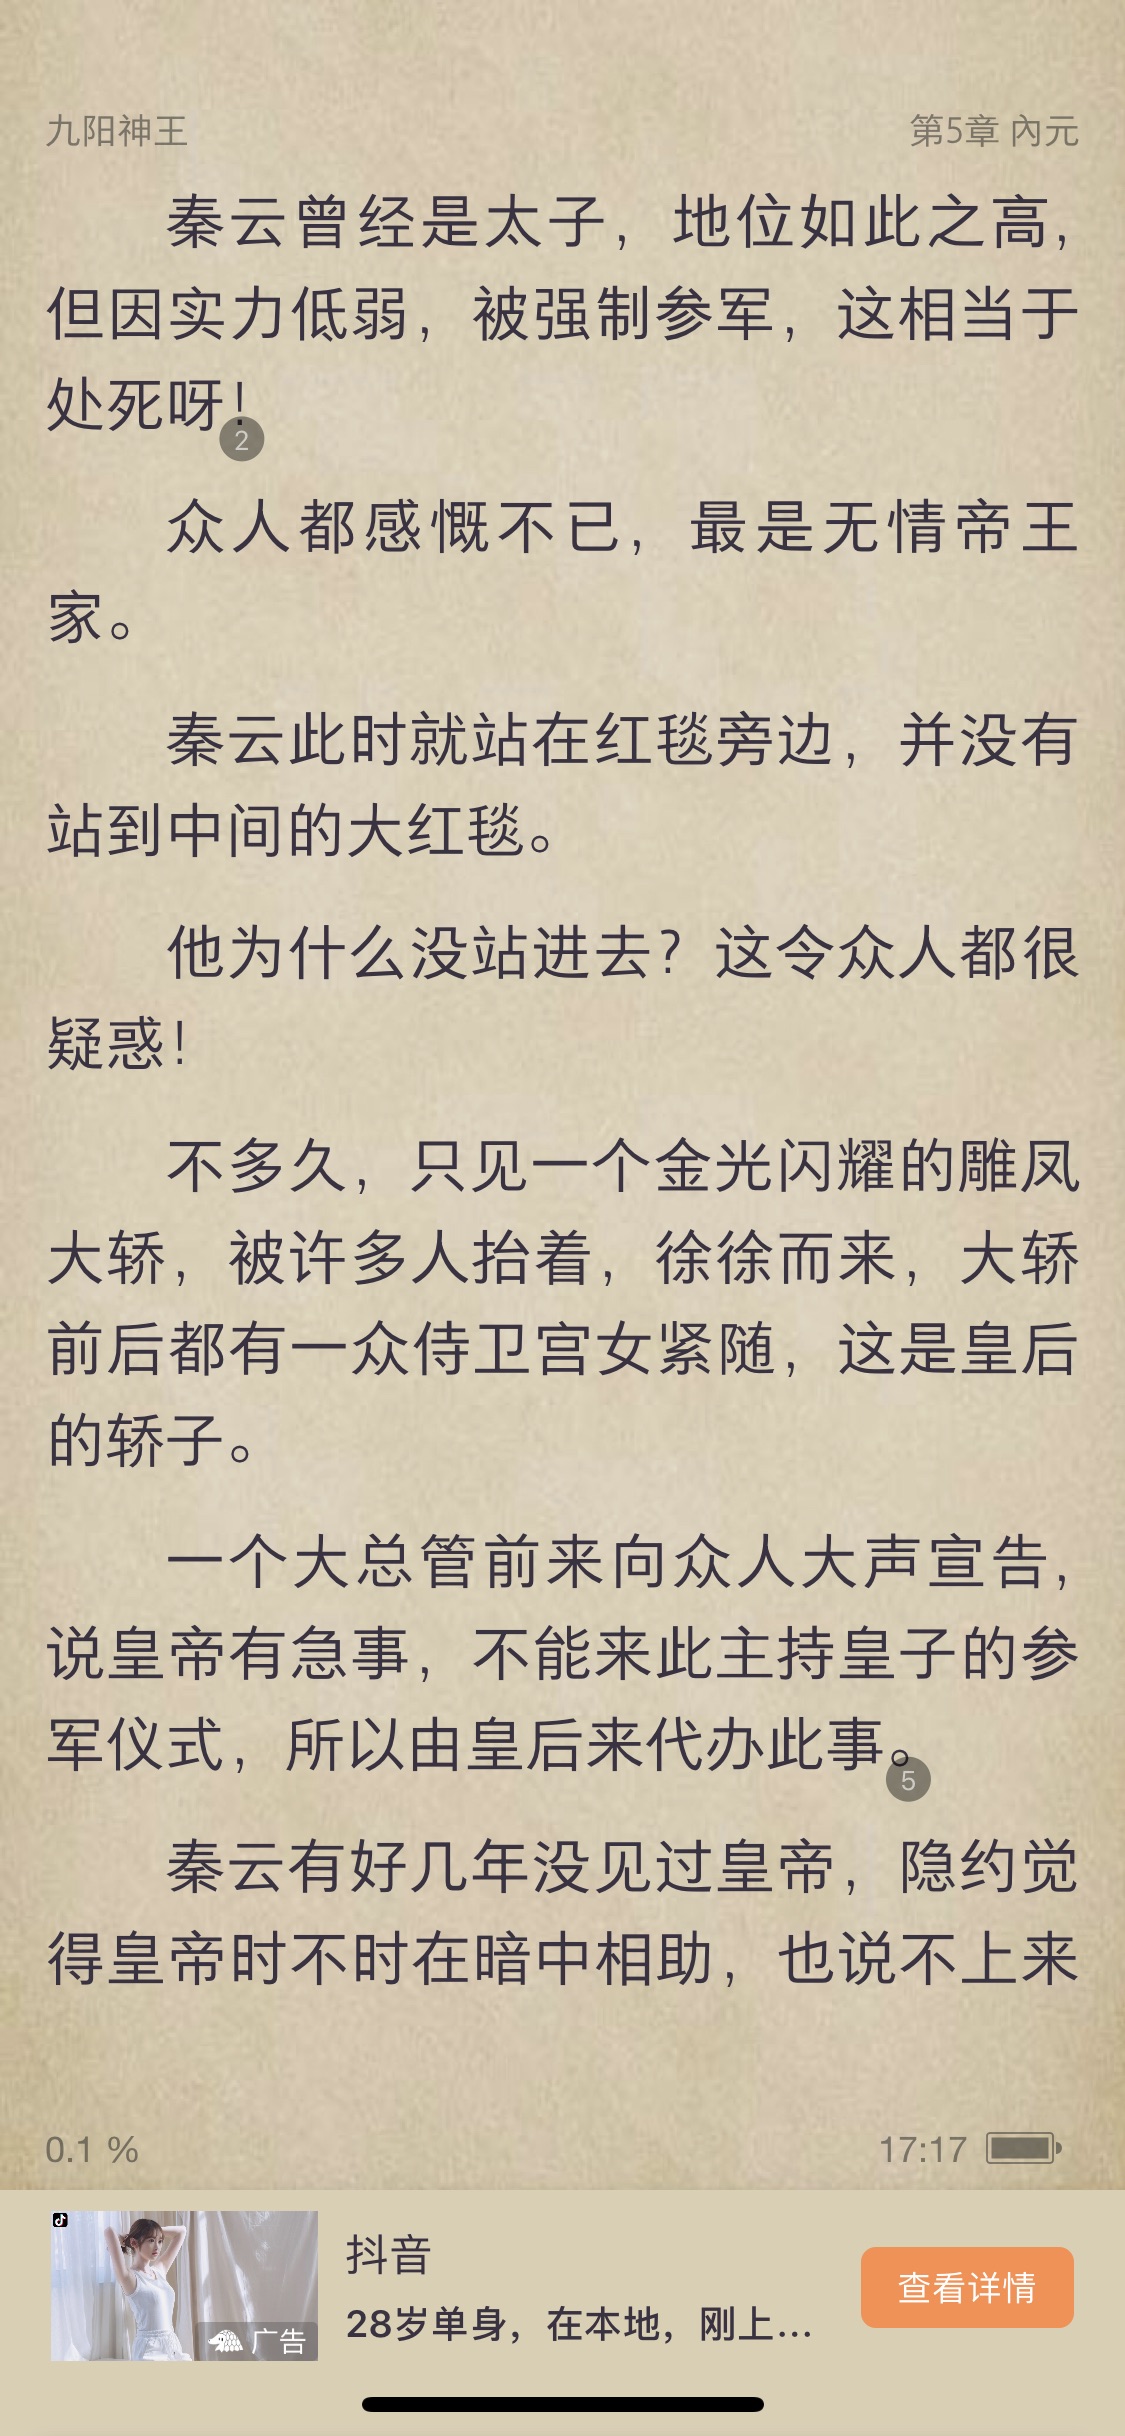 九阳神王
第5章 內元
秦云曾经是太子，地位如此之高，
但因实力低弱，被强制参军，这相当于
处死呀！
2
众人都感慨不已，最是无情帝王
家。
秦云此时就站在红毯旁边，并没有
站到中间的大红毯。
他为什么没站进去？这令众人都很
疑惑！
不多久，只见一个金光闪耀的雕凤
大轿，被许多人抬着，徐徐而来，大轿
前后都有一众侍卫宫女紧随，这是皇后
的轿子。
一个大总管前来向众人大声宣告，
说皇帝有急事，不能来此主持皇子的参
军仪式，所以由皇后来代办此事。
5
秦云有好几年没见过皇帝，隐约觉
得皇帝时不时在暗中相助，也说不上来
0.1 %
17:17
广告
抖音
28岁单身，在本地，刚上...
查看详情